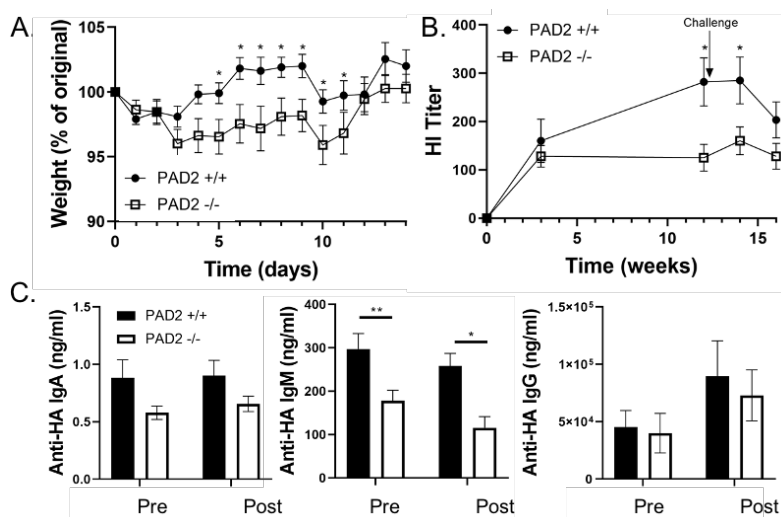 A.
Weight (% of original)
105
100
95
90
* * * * * * *
PAD2 +/+
PAD2 -/-
0 5 10
Time (days)
B.
HI Titer
400
300
200
100
0
Challenge
* *
PAD2 +/+
PAD2 -/-
0 5 10 15
Time (weeks)
C.
Anti-HA IgA (ng/ml)
1.5
1.0
0.5
0.0
PAD2 +/+
PAD2 -/-
Pre Post
Anti-HA IgM (ng/ml)
400
300
200
100
0
**
*
Pre Post
Anti-HA IgG (ng/ml)
1.5×10⁵
1×10⁵
5×10⁴
0
Pre Post